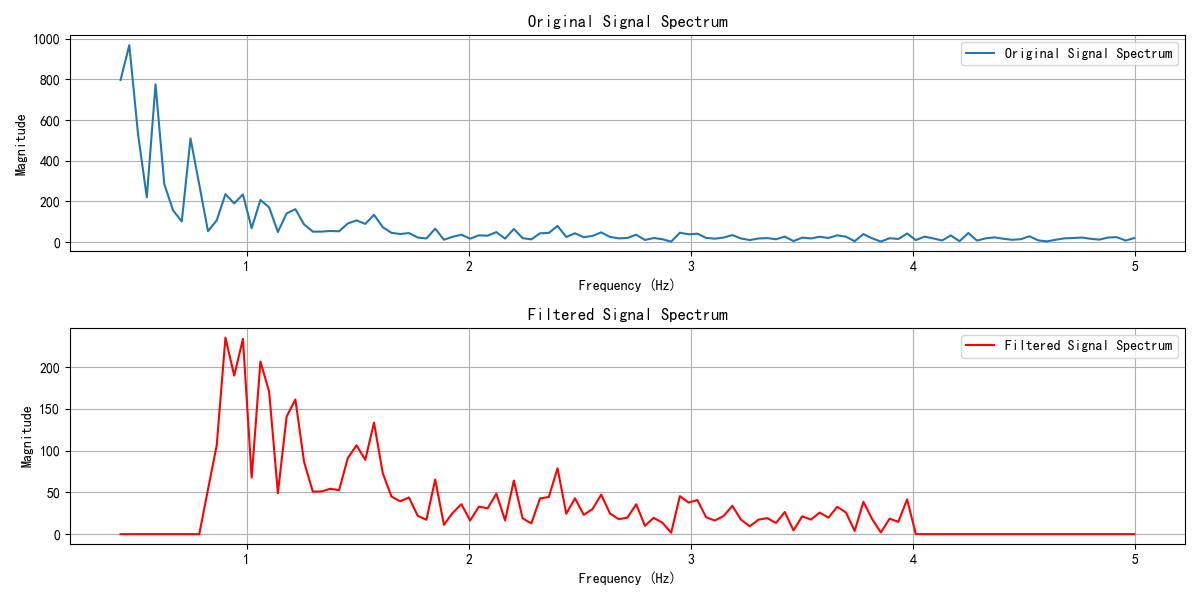 Original Signal Spectrum
1000
800
600
400
200
0
Magnitude
Original Signal Spectrum
1 2 3 4 5
Frequency (Hz)
Filtered Signal Spectrum
200
150
100
50
0
Magnitude
Filtered Signal Spectrum
1 2 3 4 5
Frequency (Hz)